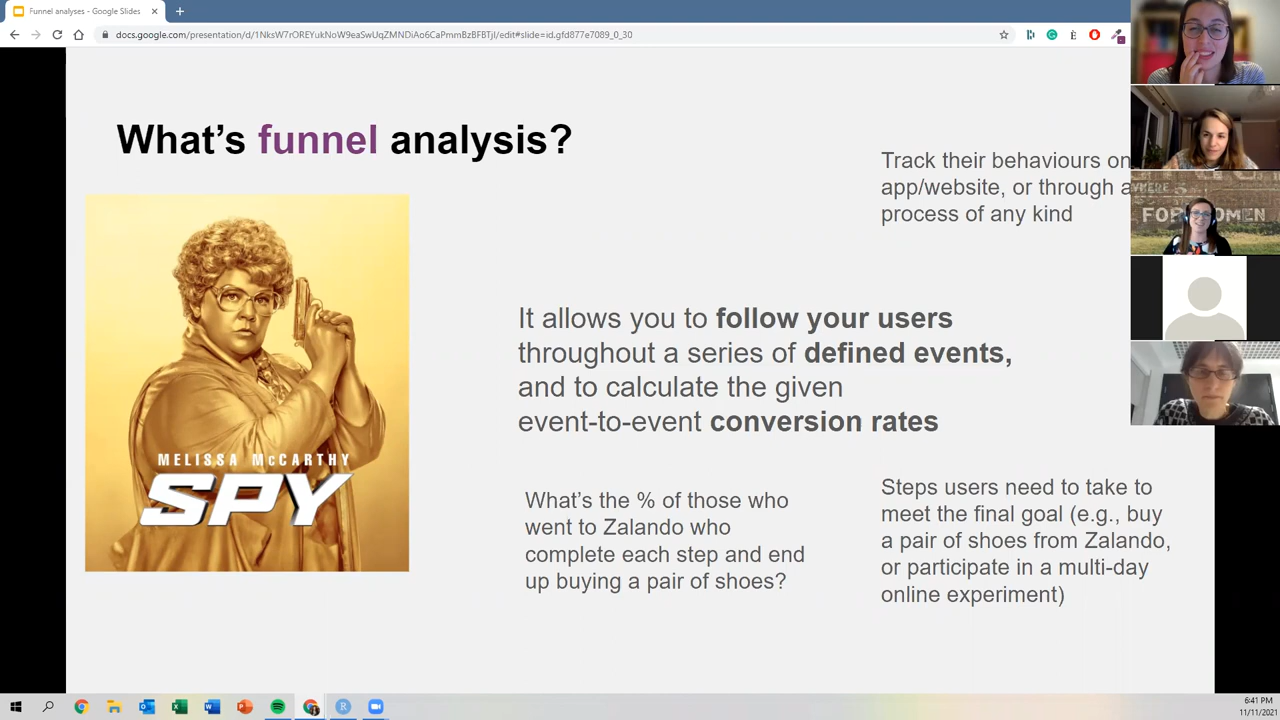 Funnel analyses - Google Slides
docs.google.com/presentation/d/1NksW7rOREYukNoW9eaSwUqZMNDiAo6CaPmmBzBFBTjI/edit#slide=id.gfd877e7089_0_30
What's funnel analysis?
Track their behaviours on
app/website, or through a
process of any kind
FOR WOMEN
It allows you to follow your users
throughout a series of defined events,
and to calculate the given
event-to-event conversion rates
MELISSA McCARTHY
SPY
What's the % of those who
went to Zalando who
complete each step and end
up buying a pair of shoes?
Steps users need to take to
meet the final goal (e.g., buy
a pair of shoes from Zalando,
or participate in a multi-day
online experiment)
6:41 PM
11/11/2021